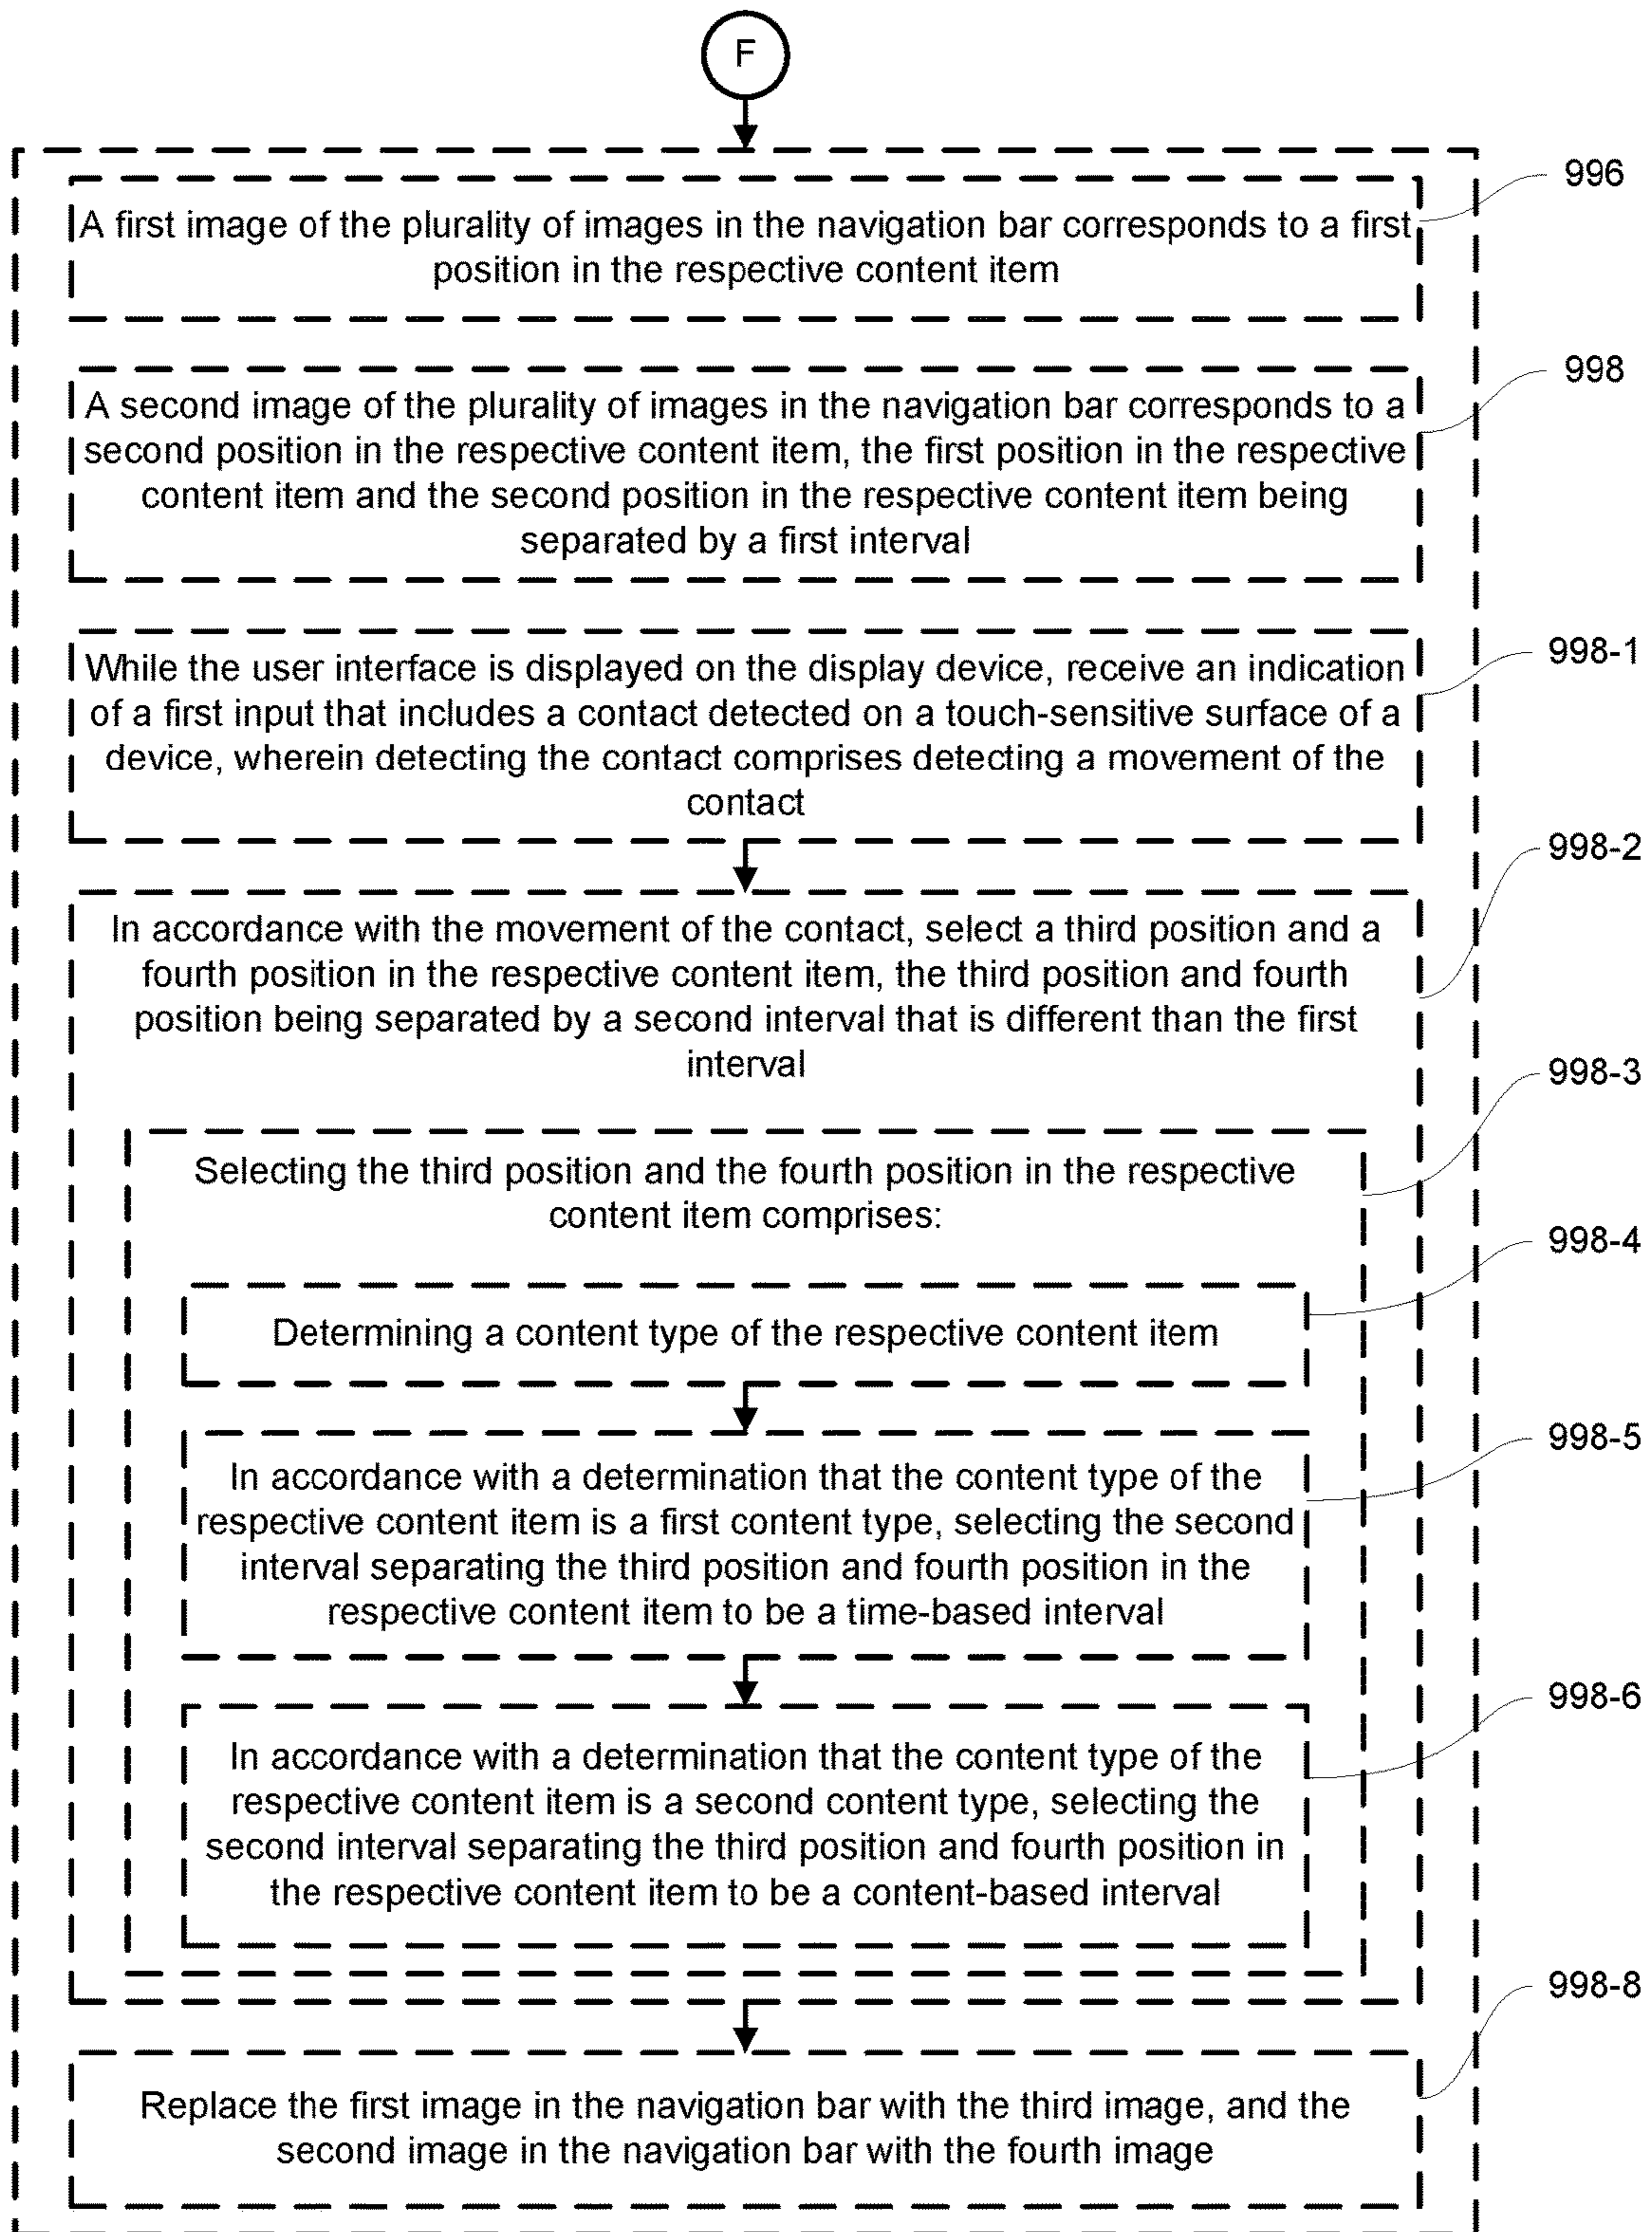 F
996
A first image of the plurality of images in the navigation bar corresponds to a first
position in the respective content item
998
A second image of the plurality of images in the navigation bar corresponds to a
second position in the respective content item, the first position in the respective
content item and the second position in the respective content item being
separated by a first interval
998-1
While the user interface is displayed on the display device, receive an indication
of a first input that includes a contact detected on a touch-sensitive surface of a
device, wherein detecting the contact comprises detecting a movement of the
contact
998-2
In accordance with the movement of the contact, select a third position and a
fourth position in the respective content item, the third position and fourth
position being separated by a second interval that is different than the first
interval
998-3
Selecting the third position and the fourth position in the respective
content item comprises:
998-4
Determining a content type of the respective content item
998-5
In accordance with a determination that the content type of the
respective content item is a first content type, selecting the second
interval separating the third position and fourth position in the
respective content item to be a time-based interval
998-6
In accordance with a determination that the content type of the
respective content item is a second content type, selecting the
second interval separating the third position and fourth position in
the respective content item to be a content-based interval
998-8
Replace the first image in the navigation bar with the third image, and the
second image in the navigation bar with the fourth image